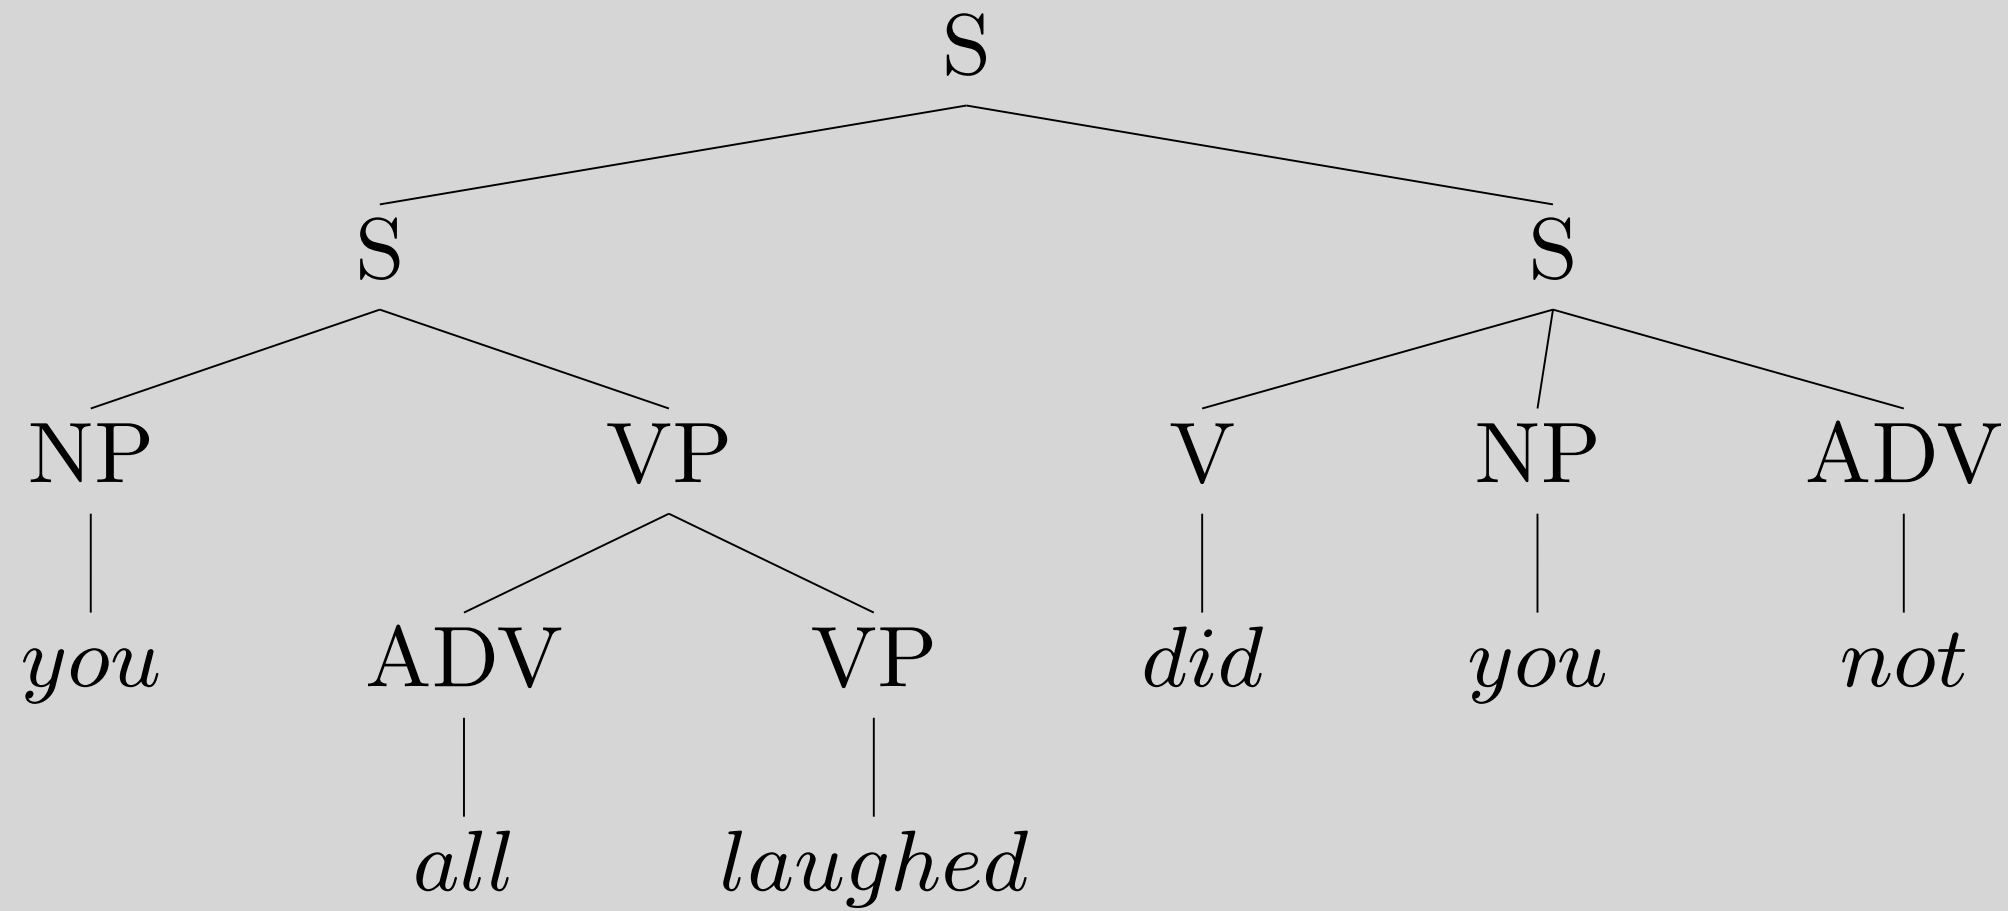 S
S S
NP VP V NP ADV
you ADV VP did you not
all laughed